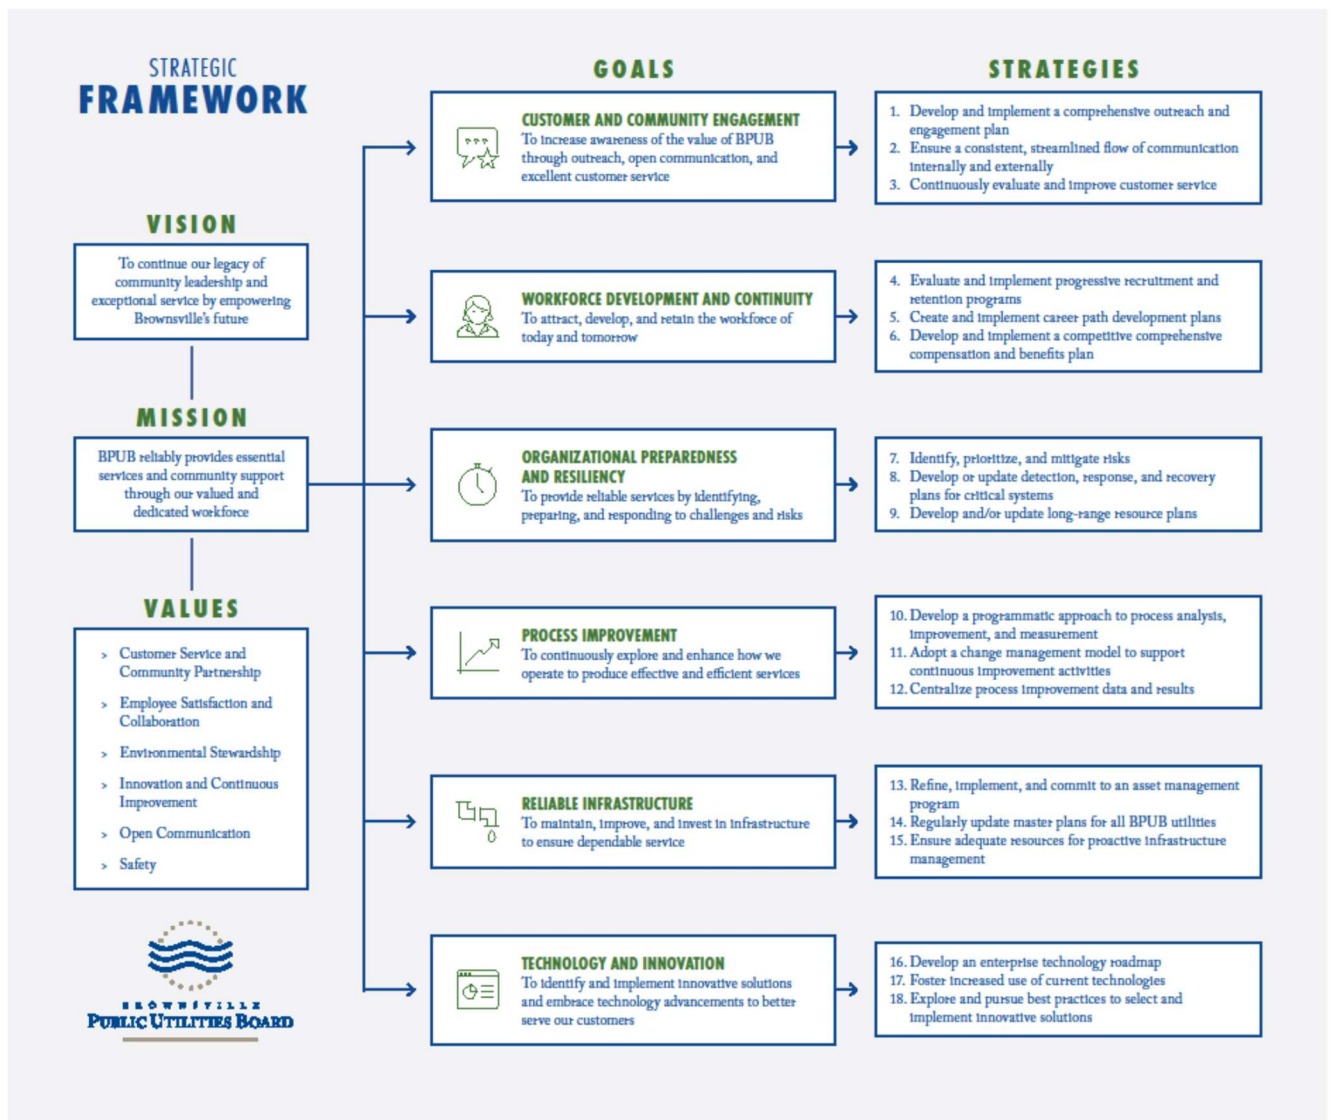 STRATEGIC
FRAMEWORK
VISION
To continue our legacy of
community leadership and
exceptional service by empowering
Brownsville's future
MISSION
BPUB reliably provides essential
services and community support
through our valued and
dedicated workforce
VALUES
> Customer Service and
Community Partnership
> Employee Satisfaction and
Collaboration
> Environmental Stewardship
> Innovation and Continuous
Improvement
> Open Communication
> Safety
BROWNSVILLE
PUBLIC UTILITIES BOARD
GOALS
CUSTOMER AND COMMUNITY ENGAGEMENT
To increase awareness of the value of BPUB
through outreach, open communication, and
excellent customer service
WORKFORCE DEVELOPMENT AND CONTINUITY
To attract, develop, and retain the workforce of
today and tomorrow
ORGANIZATIONAL PREPAREDNESS
AND RESILIENCY
To provide reliable services by identifying,
preparing, and responding to challenges and risks
PROCESS IMPROVEMENT
To continuously explore and enhance how we
operate to produce effective and efficient services
RELIABLE INFRASTRUCTURE
To maintain, improve, and invest in infrastructure
to ensure dependable service
TECHNOLOGY AND INNOVATION
To identify and implement innovative solutions
and embrace technology advancements to better
serve our customers
STRATEGIES
1. Develop and implement a comprehensive outreach and
engagement plan
2. Ensure a consistent, streamlined flow of communication
internally and externally
3. Continuously evaluate and improve customer service
4. Evaluate and implement progressive recruitment and
retention programs
5. Create and implement career path development plans
6. Develop and implement a competitive comprehensive
compensation and benefits plan
7. Identify, prioritize, and mitigate risks
8. Develop or update detection, response, and recovery
plans for critical systems
9. Develop and/or update long-range resource plans
10. Develop a programmatic approach to process analysis,
improvement, and measurement
11. Adopt a change management model to support
continuous improvement activities
12. Centralize process improvement data and results
13. Refine, implement, and commit to an asset management
program
14. Regularly update master plans for all BPUB utilities
15. Ensure adequate resources for proactive infrastructure
management
16. Develop an enterprise technology roadmap
17. Foster increased use of current technologies
18. Explore and pursue best practices to select and
implement innovative solutions